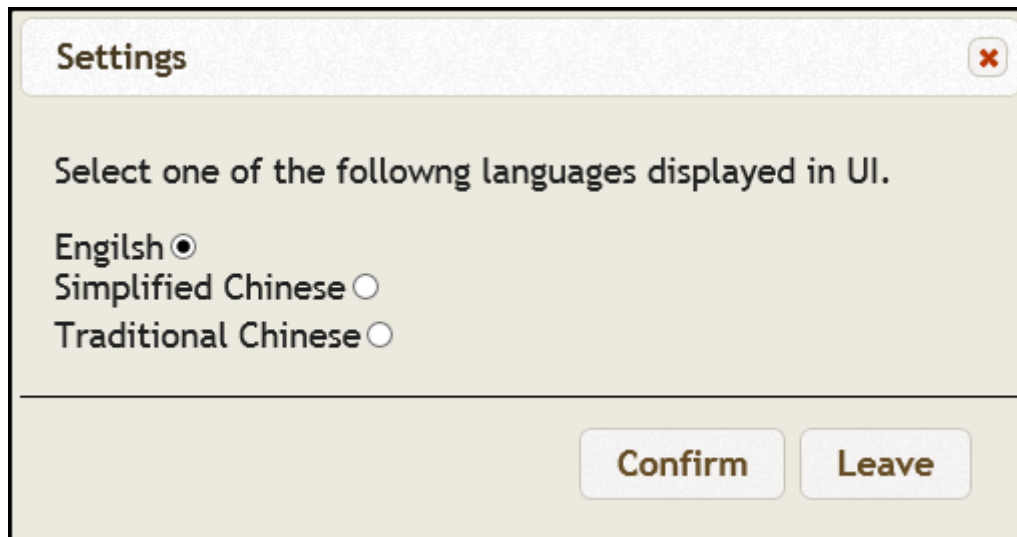 Settings
Select one of the followng languages displayed in UI.
Engilsh
Simplified Chinese
Traditional Chinese
Confirm Leave